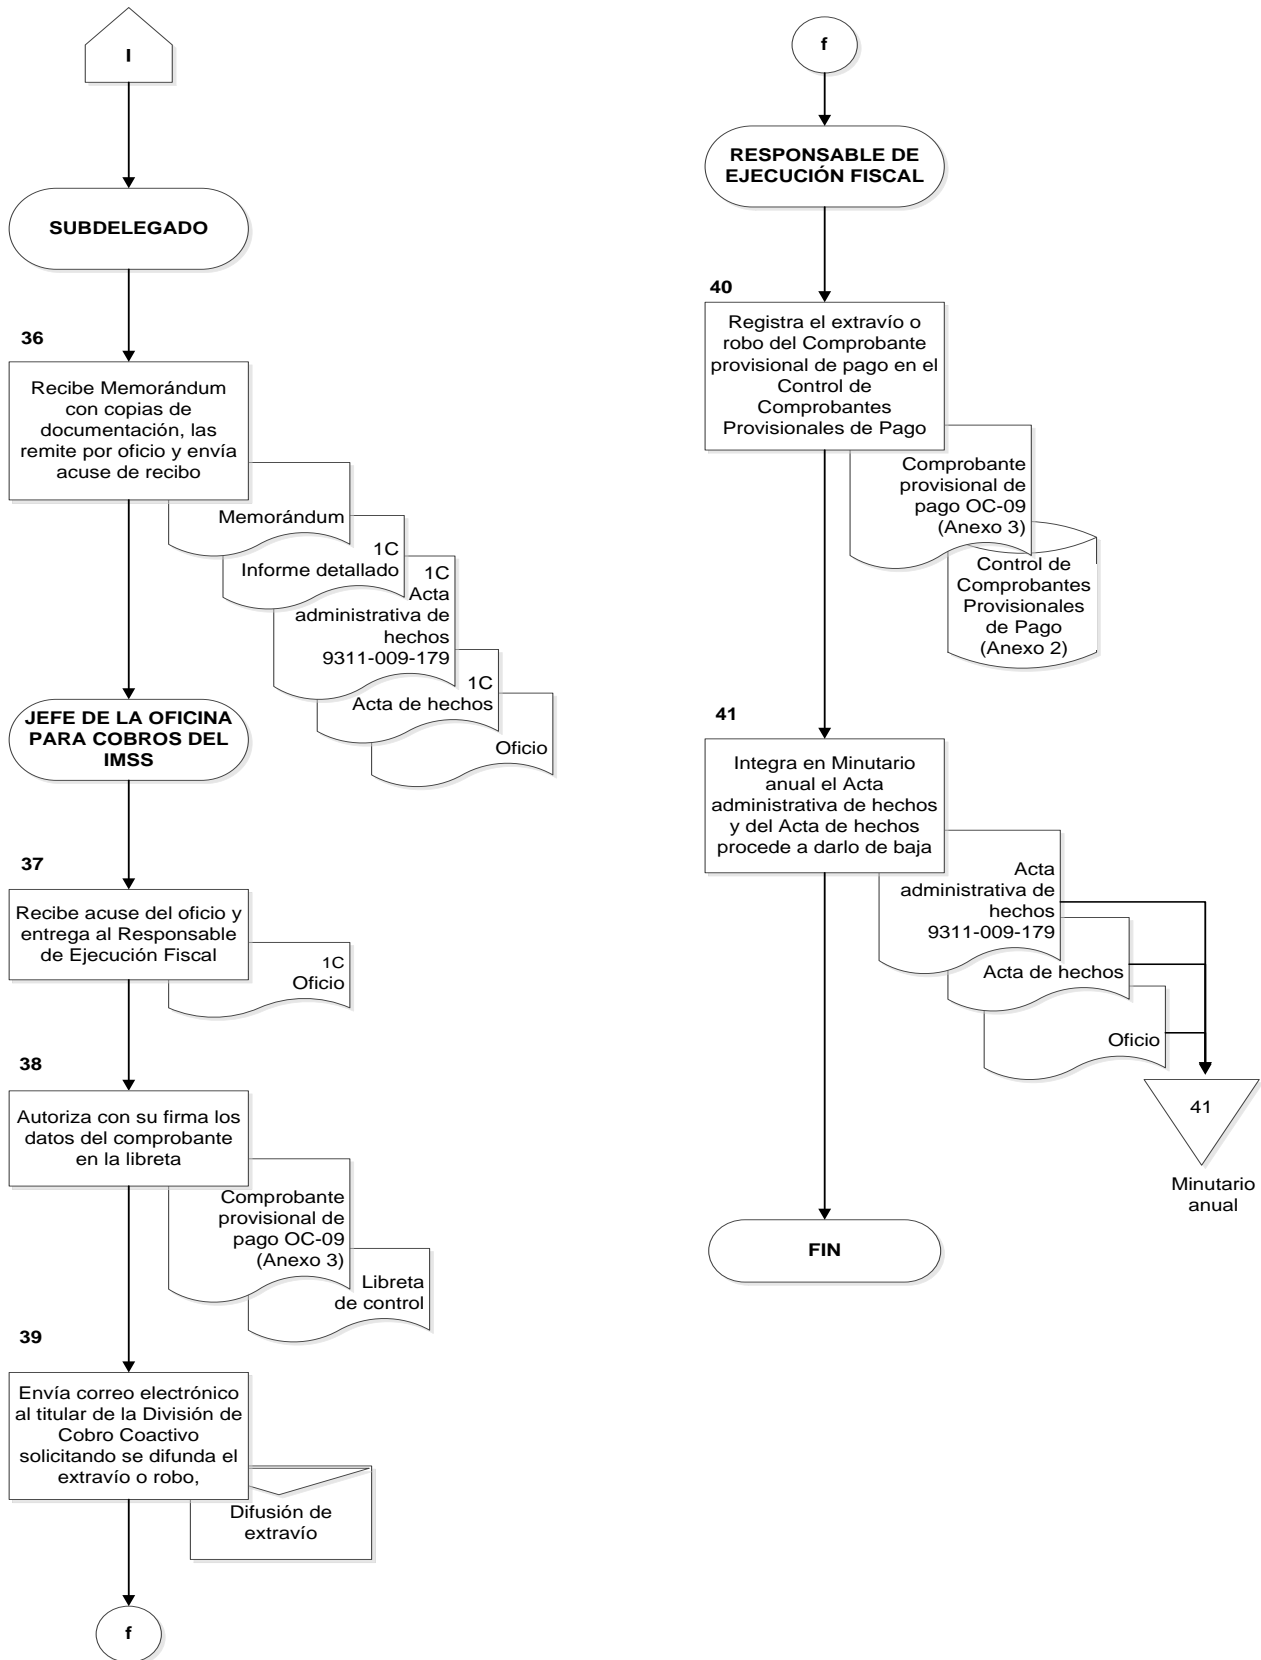 I
SUBDELEGADO
36
Recibe Memorándum
con copias de
documentación, las
remite por oficio y envía
acuse de recibo
Memorándum
1C
Informe detallado
1C
Acta
administrativa de
hechos
9311-009-179
1C
Acta de hechos
Oficio
JEFE DE LA OFICINA
PARA COBROS DEL
IMSS
37
Recibe acuse del oficio y
entrega al Responsable
de Ejecución Fiscal
1C
Oficio
38
Autoriza con su firma los
datos del comprobante
en la libreta
Comprobante
provisional de
pago OC-09
(Anexo 3)
Libreta
de control
39
Envía correo electrónico
al titular de la División de
Cobro Coactivo
solicitando se difunda el
extravío o robo,
Difusión de
extravío
f
f
RESPONSABLE DE
EJECUCIÓN FISCAL
40
Registra el extravío o
robo del Comprobante
provisional de pago en el
Control de
Comprobantes
Provisionales de Pago
Comprobante
provisional de
pago OC-09
(Anexo 3)
Control de
Comprobantes
Provisionales
de Pago
(Anexo 2)
41
Integra en Minutario
anual el Acta
administrativa de hechos
y del Acta de hechos
procede a darlo de baja
Acta
administrativa de
hechos
9311-009-179
Acta de hechos
Oficio
41
Minutario
anual
FIN